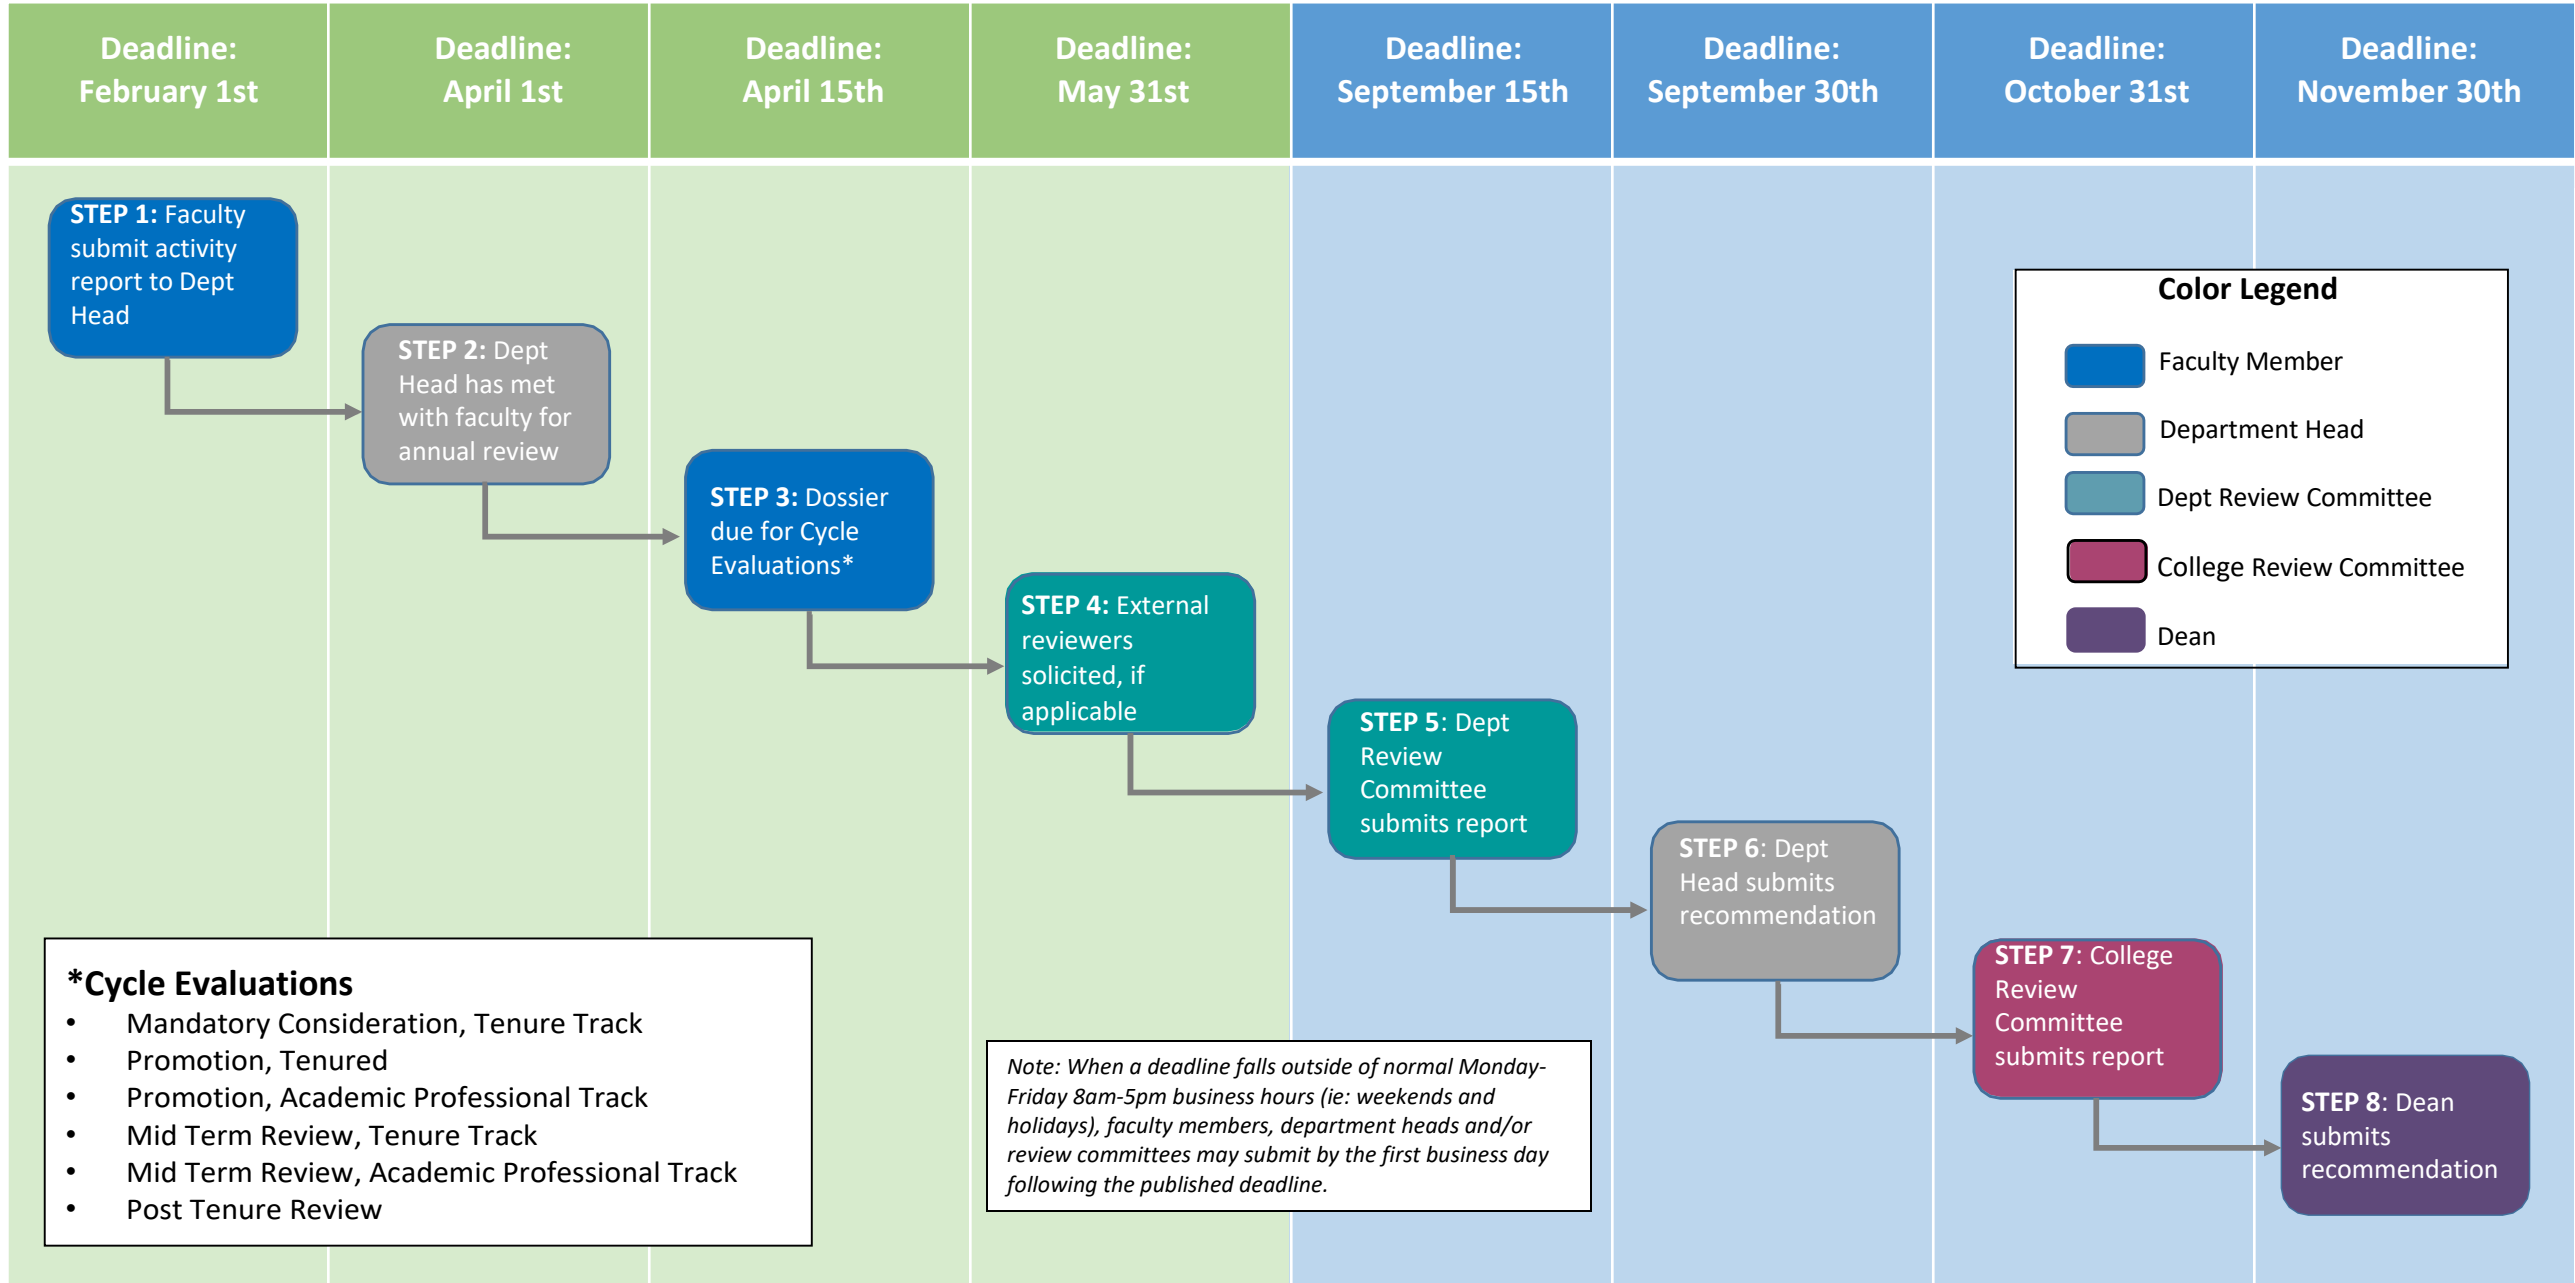 Deadline:
February 1st
Deadline:
April 1st
Deadline:
April 15th
Deadline:
May 31st
Deadline:
September 15th
Deadline:
September 30th
Deadline:
October 31st
Deadline:
November 30th
STEP 1: Faculty
submit activity
report to Dept
Head
STEP 2: Dept
Head has met
with faculty for
annual review
STEP 3: Dossier
due for Cycle
Evaluations*
STEP 4: External
reviewers
solicited, if
applicable
STEP 5: Dept
Review
Committee
submits report
STEP 6: Dept
Head submits
recommendation
STEP 7: College
Review
Committee
submits report
STEP 8: Dean
submits
recommendation
Color Legend
Faculty Member
Department Head
Dept Review Committee
College Review Committee
Dean
*Cycle Evaluations
• Mandatory Consideration, Tenure Track
• Promotion, Tenured
• Promotion, Academic Professional Track
• Mid Term Review, Tenure Track
• Mid Term Review, Academic Professional Track
• Post Tenure Review
Note: When a deadline falls outside of normal Monday-
Friday 8am-5pm business hours (ie: weekends and
holidays), faculty members, department heads and/or
review committees may submit by the first business day
following the published deadline.